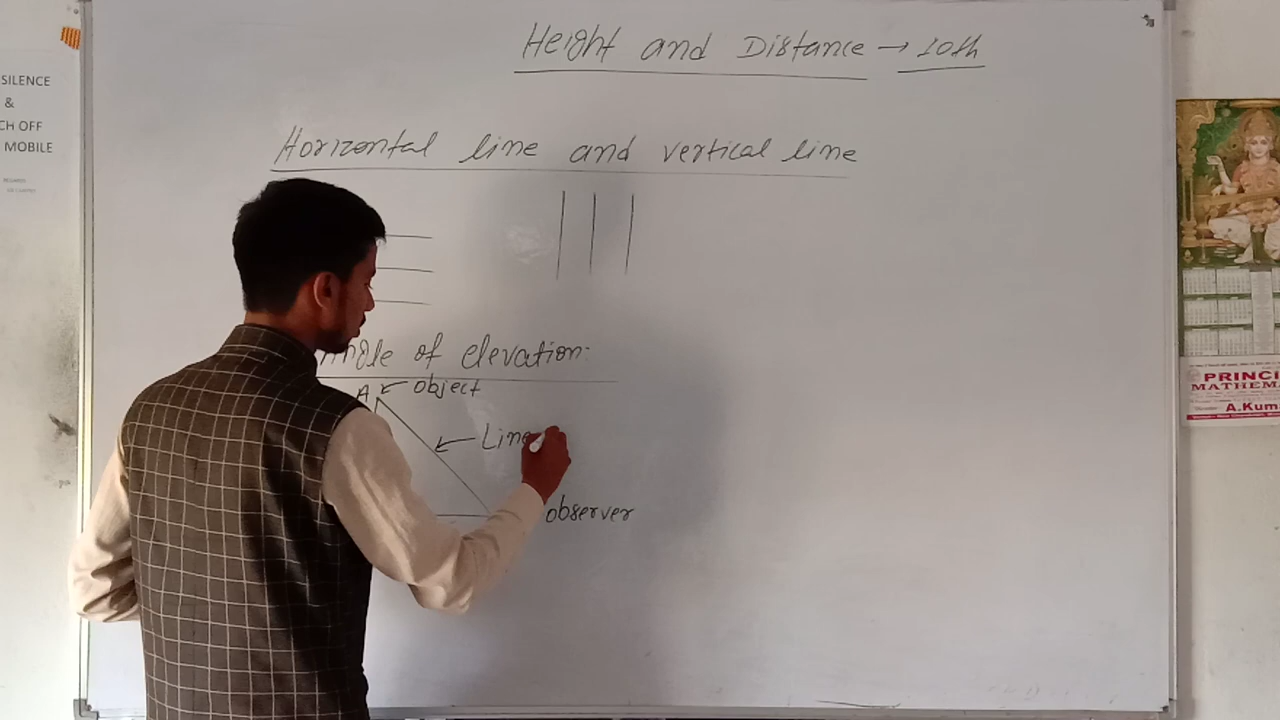 Height and Distance → 10th
SILENCE
&
CH OFF
MOBILE
Horizontal line and vertical line
Angle of elevation:
A object
Line
observer
PRINCI
MATHEMA
A.Kum